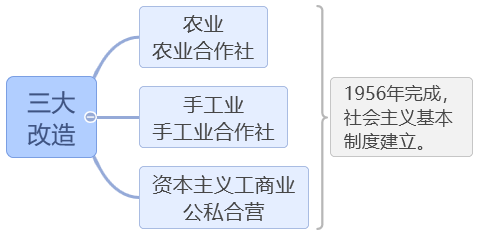 三大
改造
农业
农业合作社
手工业
手工业合作社
资本主义工商业
公私合营
1956年完成，
社会主义基本
制度建立。